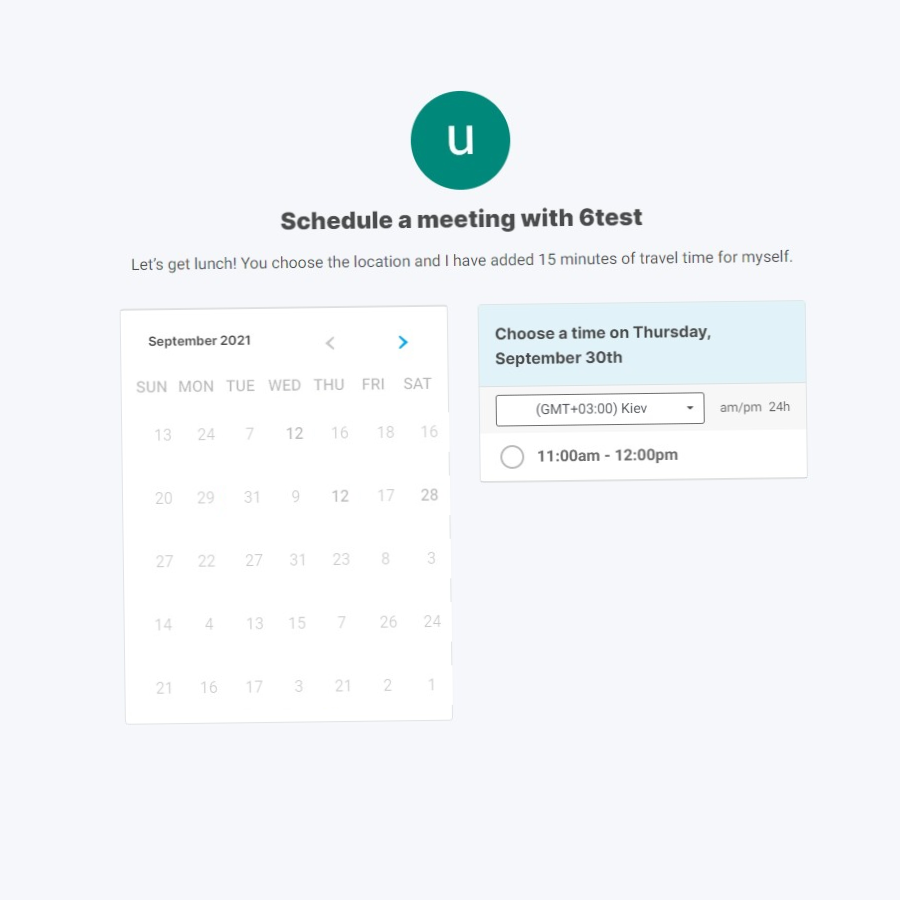 u
Schedule a meeting with 6test
Let's get lunch! You choose the location and I have added 15 minutes of travel time for myself.
September 2021
SUN MON TUE WED THU FRI SAT
13 24 7 12 16 18 16
20 29 31 9 12 17 28
27 22 27 31 23 8 3
14 4 13 15 7 26 24
21 16 17 3 21 2 1
Choose a time on Thursday,
September 30th
(GMT+03:00) Kiev am/pm 24h
11:00am - 12:00pm